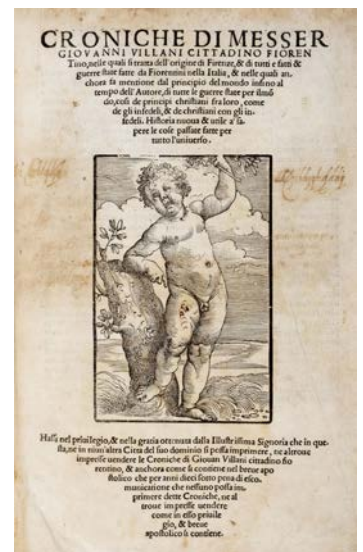 CRONICHE DI MESSER
GIOVANNI VILLANI CITTADINO FIOREN
Tino, nelle quali si tratta dell'origine di Firenze, & di tutti e fatti &
guerre state fatte da Fiorentini nella Italia, & nelle quali an-
chora fa mentione dal principio del mondo infino al
tempo dell'Autore, di tutte le guerre state per il mō
do, cosi de principi christiani fra loro, come
de gli infedeli, & de christiani con gli in-
fedeli. Historia nuoua & utile a' sa-
pere le cose passate fatte per
tutto l'uniuerso.
Hassi nel priuilegio, & nella gratia ottenuta dalla Illustrissima Signoria che in que-
sta, ne in niun'altra Citta del suo dominio si possa imprimere, ne altroue
impresse uendere le Croniche di Giouan Villani cittadino fio
rentino, & anchora come si contiene nel breue apo
stolico che per anni dieci sotto pena di esco.
municatione che nessuno possa im
primere dette Croniche, ne al
troue impresse uendere
come in esso priuile
gio, & breue
apostolico si contiene.